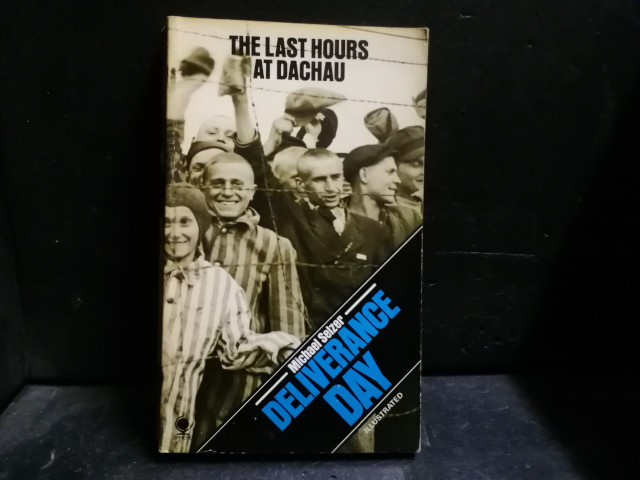 THE LAST HOURS
AT DACHAU
Michael Selzer
DELIVERANCE
DAY
ILLUSTRATED